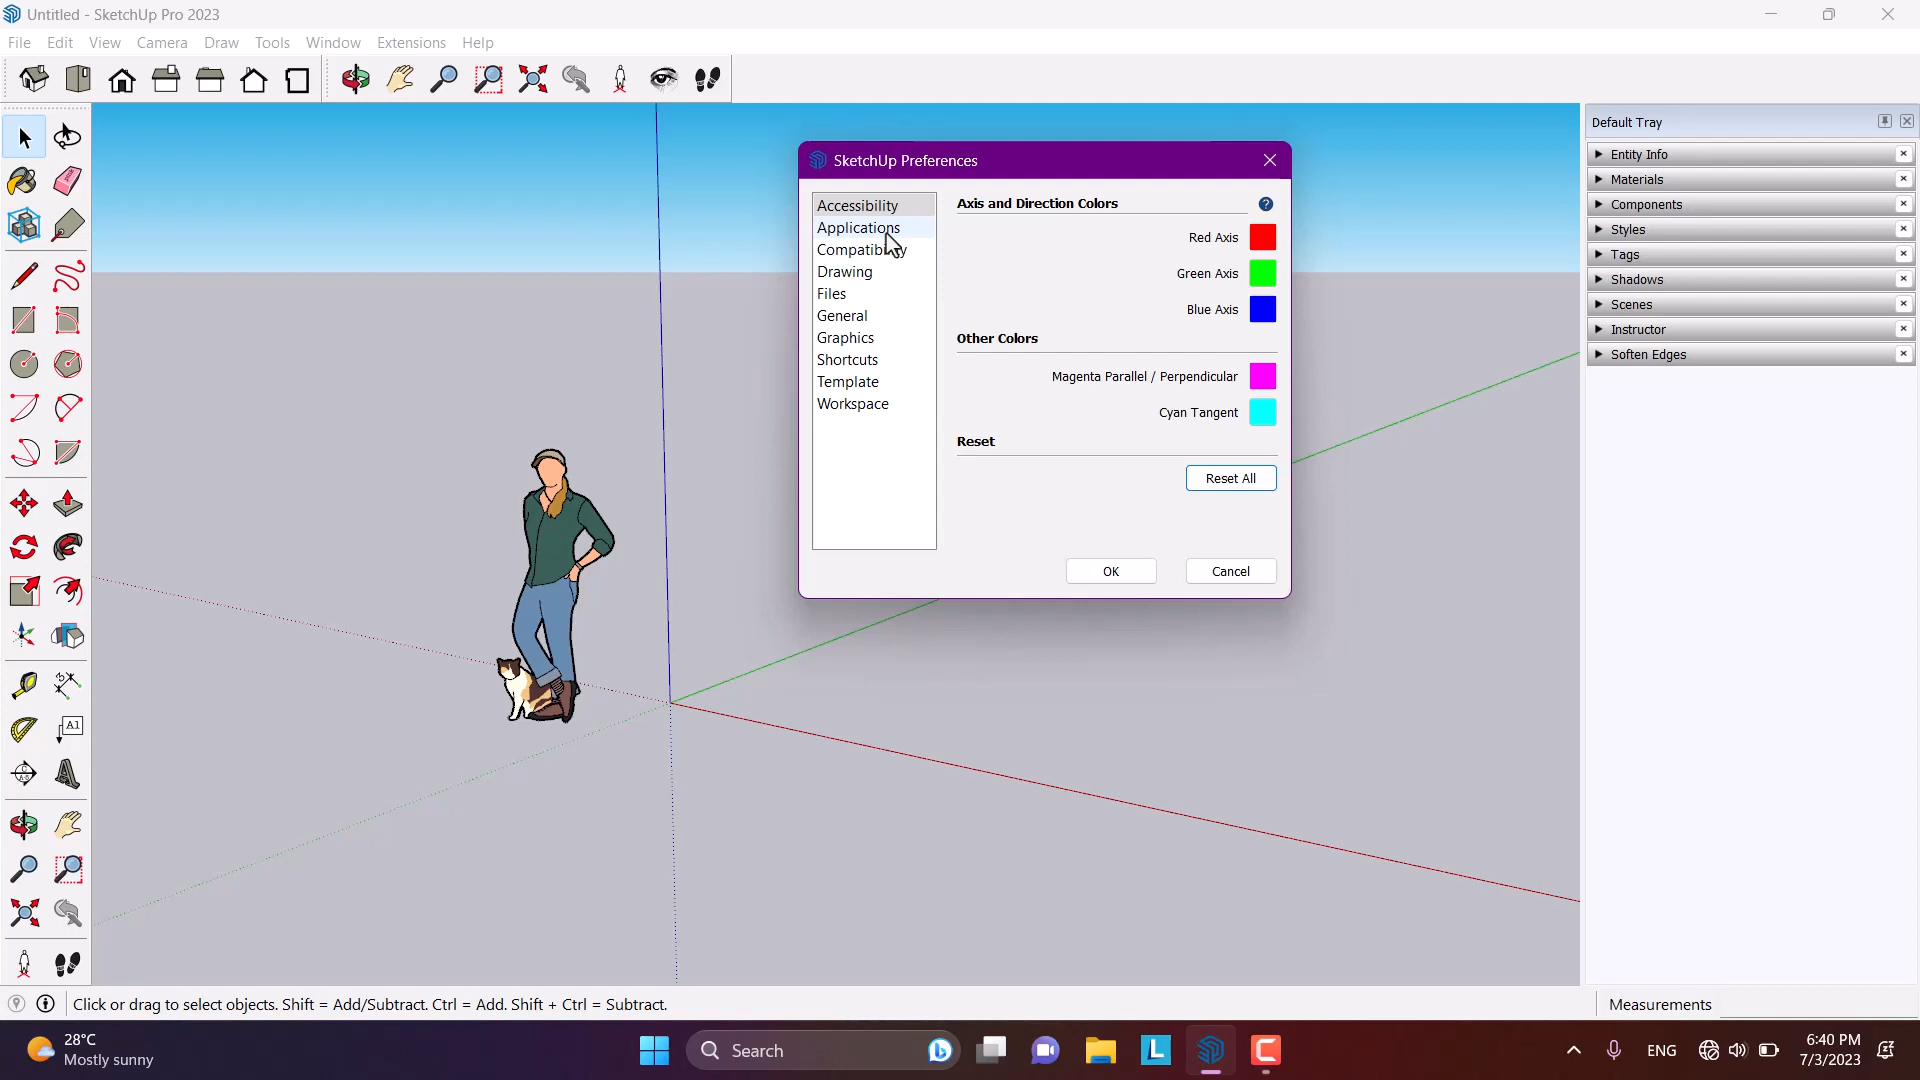 Untitled - SketchUp Pro 2023
File Edit View Camera Draw Tools Window Extensions Help
Default Tray
Entity Info
Materials
Components
Styles
Tags
Shadows
Scenes
Instructor
Soften Edges
SketchUp Preferences
Accessibility
Applications
Compatibility
Drawing
Files
General
Graphics
Shortcuts
Template
Workspace
Axis and Direction Colors
?
Red Axis
Green Axis
Blue Axis
Other Colors
Magenta Parallel / Perpendicular
Cyan Tangent
Reset
Reset All
OK
Cancel
A1
Click or drag to select objects. Shift = Add/Subtract. Ctrl = Add. Shift + Ctrl = Subtract.
Measurements
28°C
Mostly sunny
Search
L
C
ENG
6:40 PM
7/3/2023